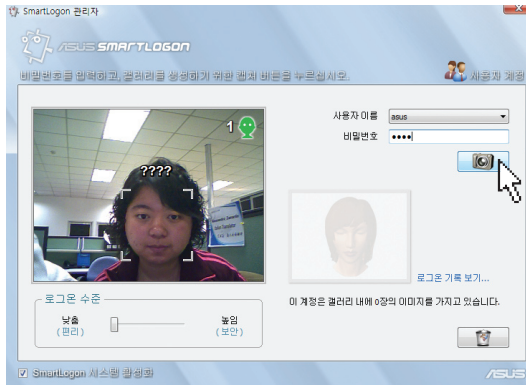 SmartLogon 관리자
ASUS SMARTLOGON
비밀번호를 입력하고, 갤러리를 생성하기 위한 캡처 버튼을 누르십시오.
사용자 계정
1
????
사용자 이름
asus
비밀번호
●●●●
로그온 기록 보기...
이 계정은 갤러리 내에 0장의 이미지를 가지고 있습니다.
로그온 수준
낮춤
(편리)
높임
(보안)
SmartLogon 시스템 활성화
ASUS